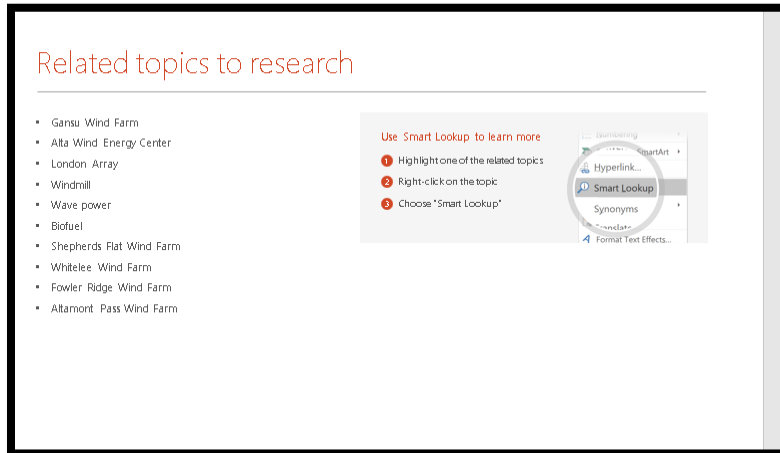 Related topics to research
▪ Gansu Wind Farm
▪ Alta Wind Energy Center
▪ London Array
▪ Windmill
▪ Wave power
▪ Biofuel
▪ Shepherds Flat Wind Farm
▪ Whitelee Wind Farm
▪ Fowler Ridge Wind Farm
▪ Altamont Pass Wind Farm
Use Smart Lookup to learn more
1 Highlight one of the related topics
2 Right-click on the topic
3 Choose "Smart Lookup"
Numbering
SmartArt
Hyperlink...
Smart Lookup
Synonyms
Translate
Format Text Effects...